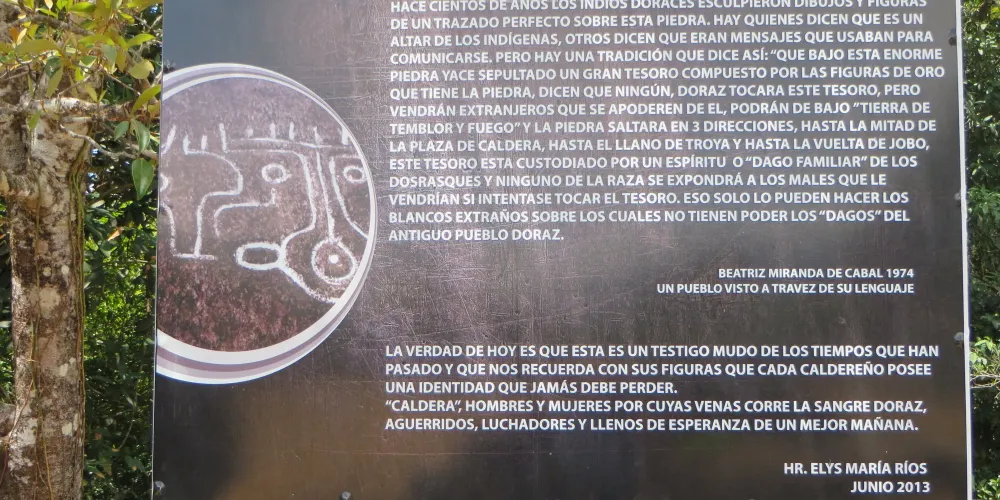 HACE CIENTOS DE AÑOS LOS INDIOS DORACES ESCULPIERON DIBUJOS Y FIGURAS
DE UN TRAZADO PERFECTO SOBRE ESTA PIEDRA. HAY QUIENES DICEN QUE ES UN
ALTAR DE LOS INDÍGENAS, OTROS DICEN QUE ERAN MENSAJES QUE USABAN PARA
COMUNICARSE. PERO HAY UNA TRADICIÓN QUE DICE ASÍ: “QUE BAJO ESTA ENORME
PIEDRA YACE SEPULTADO UN GRAN TESORO COMPUESTO POR LAS FIGURAS DE ORO
QUE TIENE LA PIEDRA, DICEN QUE NINGÚN, DORAZ TOCARA ESTE TESORO, PERO
VENDRÁN EXTRANJEROS QUE SE APODEREN DE EL, PODRÁN DE BAJO “TIERRA DE
TEMBLOR Y FUEGO” Y LA PIEDRA SALTARA EN 3 DIRECCIONES, HASTA LA MITAD DE
LA PLAZA DE CALDERA, HASTA EL LLANO DE TROYA Y HASTA LA VUELTA DE JOBO,
ESTE TESORO ESTA CUSTODIADO POR UN ESPÍRITU O “DAGO FAMILIAR” DE LOS
DOSRASQUES Y NINGUNO DE LA RAZA SE EXPONDRÁ A LOS MALES QUE LE
VENDRÍAN SI INTENTASE TOCAR EL TESORO. ESO SOLO LO PUEDEN HACER LOS
BLANCOS EXTRAÑOS SOBRE LOS CUALES NO TIENEN PODER LOS “DAGOS” DEL
ANTIGUO PUEBLO DORAZ.
BEATRIZ MIRANDA DE CABAL 1974
UN PUEBLO VISTO A TRAVEZ DE SU LENGUAJE
LA VERDAD DE HOY ES QUE ESTA ES UN TESTIGO MUDO DE LOS TIEMPOS QUE HAN
PASADO Y QUE NOS RECUERDA CON SUS FIGURAS QUE CADA CALDEREÑO POSEE
UNA IDENTIDAD QUE JAMÁS DEBE PERDER.
“CALDERA”, HOMBRES Y MUJERES POR CUYAS VENAS CORRE LA SANGRE DORAZ,
AGUERRIDOS, LUCHADORES Y LLENOS DE ESPERANZA DE UN MEJOR MAÑANA.
HR. ELYS MARÍA RÍOS
JUNIO 2013